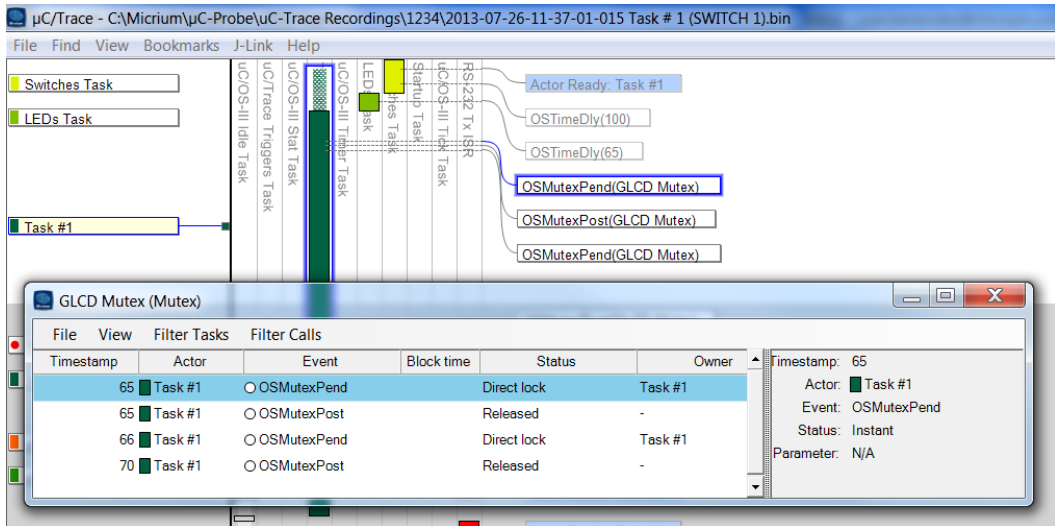 µC/Trace - C:\Micrium\µC-Probe\uC-Trace Recordings\1234\2013-07-26-11-37-01-015 Task # 1 (SWITCH 1).bin
File Find View Bookmarks J-Link Help
Switches Task
LEDs Task
Task #1
uC/OS-III Idle Task
uC/Trace Triggers Task
uC/OS-III Stat Task
uC/OS-III Timer Task
LEDs Task
ches Task
Startup Task
uC/OS-III Tick Task
RS-232 Tx ISR
Actor Ready: Task #1
OSTimeDly(100)
OSTimeDly(65)
OSMutexPend(GLCD Mutex)
OSMutexPost(GLCD Mutex)
OSMutexPend(GLCD Mutex)
GLCD Mutex (Mutex)
File View Filter Tasks Filter Calls
Timestamp Actor Event Block time Status Owner
65 Task #1 OSMutexPend Direct lock Task #1
65 Task #1 OSMutexPost Released -
66 Task #1 OSMutexPend Direct lock Task #1
70 Task #1 OSMutexPost Released -
Timestamp: 65
Actor: Task #1
Event: OSMutexPend
Status: Instant
Parameter: N/A